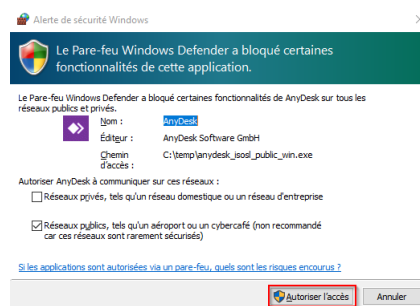 Alerte de sécurité Windows
Le Pare-feu Windows Defender a bloqué certaines
fonctionnalités de cette application.
Le Pare-feu Windows Defender a bloqué certaines fonctionnalités de AnyDesk sur tous les
réseaux publics et privés.
Nom : AnyDesk
Éditeur : AnyDesk Software GmbH
Chemin C:\temp\anydesk_isosl_public_win.exe
d'accès :
Autoriser AnyDesk à communiquer sur ces réseaux :
Réseaux privés, tels qu'un réseau domestique ou un réseau d'entreprise
Réseaux publics, tels qu'un aéroport ou un cybercafé (non recommandé
car ces réseaux sont rarement sécurisés)
Si les applications sont autorisées via un pare-feu, quels sont les risques encourus ?
Autoriser l'accès Annuler